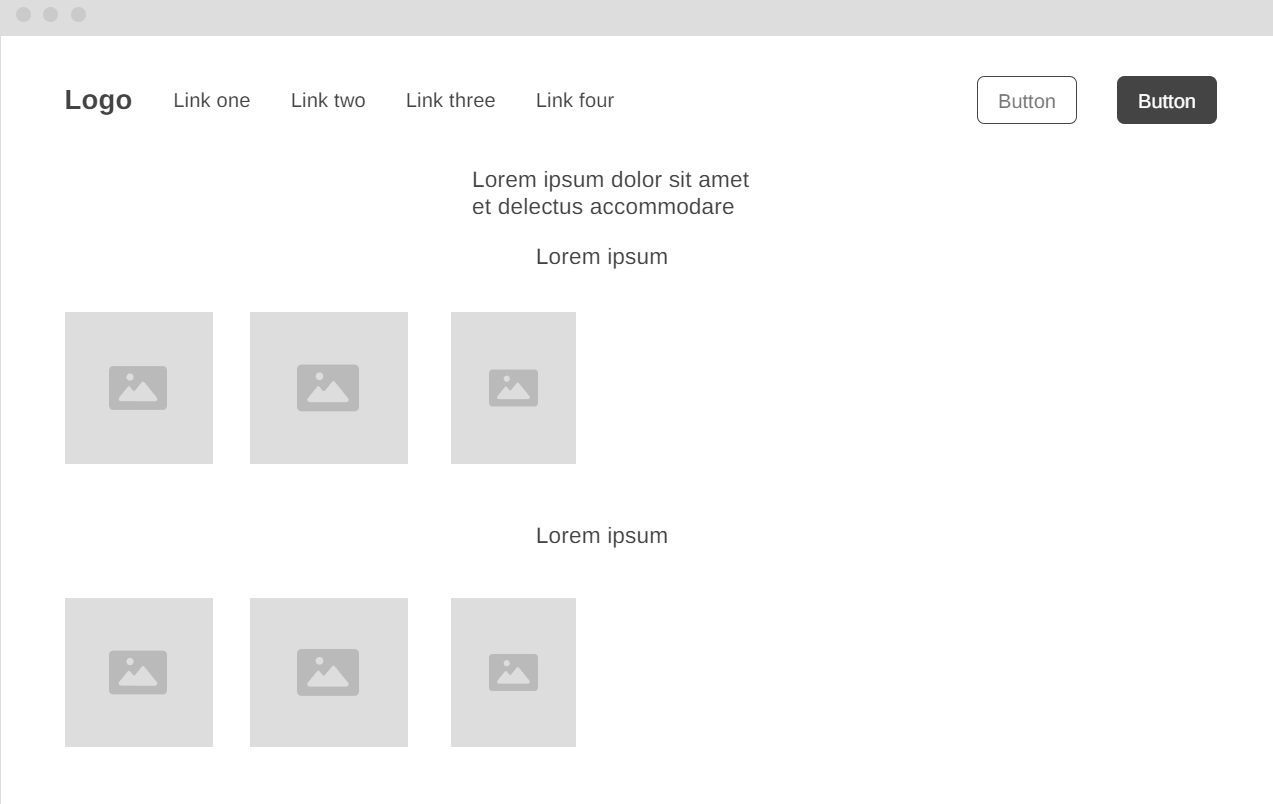 Logo
Link one
Link two
Link three
Link four
Button
Button
Lorem ipsum dolor sit amet
et delectus accommodare
Lorem ipsum
Lorem ipsum